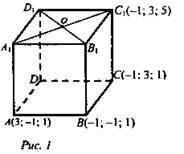 D₁
C₁(−1; 3; 5)
O
A₁
B₁
D
C(−1; 3; 1)
A(3; −1; 1)
B(−1; −1; 1)
Рис. 1